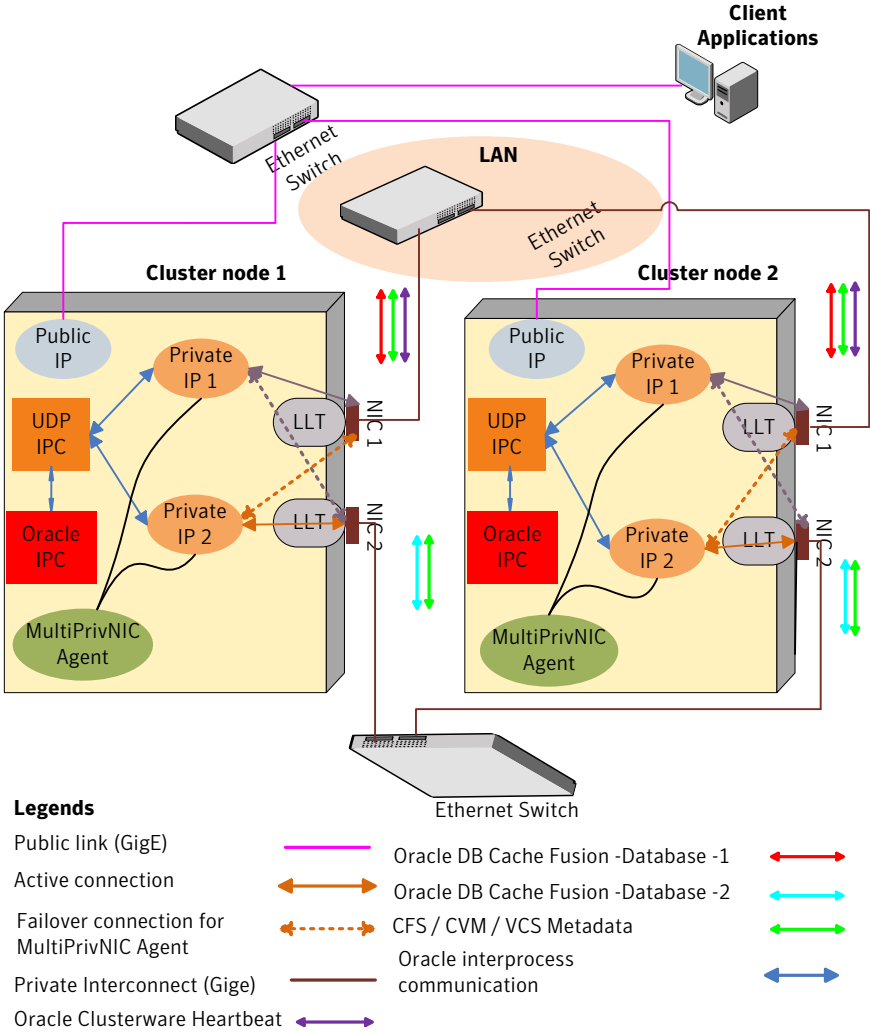 Client
Applications
Ethernet
Switch
LAN
Ethernet
Switch
Cluster node 1
Cluster node 2
Public
IP
Private
IP 1
UDP
IPC
LLT
NIC 1
Oracle
IPC
Private
IP 2
LLT
NIC 2
MultiPrivNIC
Agent
Public
IP
Private
IP 1
UDP
IPC
LLT
NIC 1
Oracle
IPC
Private
IP 2
LLT
NIC 2
MultiPrivNIC
Agent
Ethernet Switch
Legends
Public link (GigE)
Active connection
Failover connection for
MultiPrivNIC Agent
Private Interconnect (Gige)
Oracle Clusterware Heartbeat
Oracle DB Cache Fusion -Database -1
Oracle DB Cache Fusion -Database -2
CFS / CVM / VCS Metadata
Oracle interprocess
communication